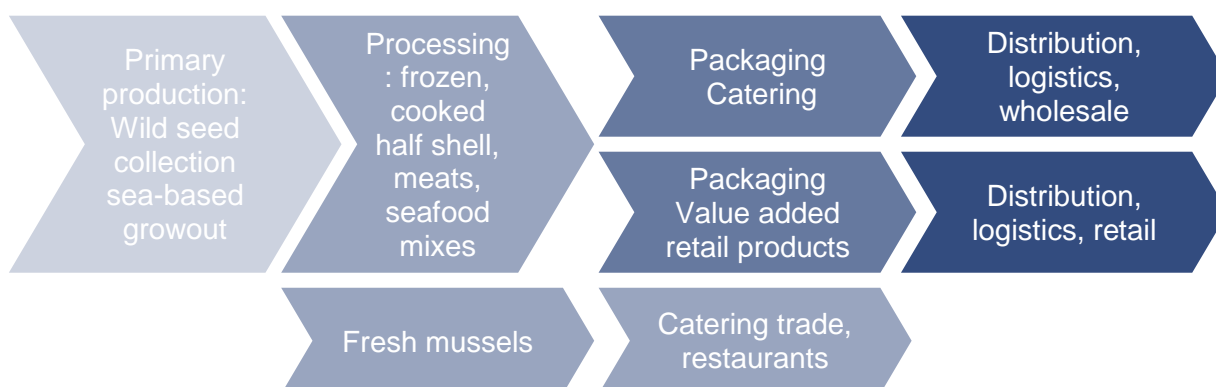 Primary
production:
Wild seed
collection
sea-based
growout
Processing
: frozen,
cooked
half shell,
meats,
seafood
mixes
Packaging
Catering
Distribution,
logistics,
wholesale
Packaging
Value added
retail products
Distribution,
logistics, retail
Fresh mussels
Catering trade,
restaurants